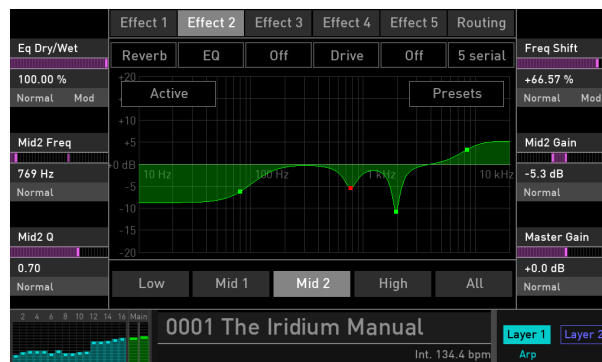 Effect 1 Effect 2 Effect 3 Effect 4 Effect 5 Routing
Eq Dry/Wet
Reverb EQ Off Drive Off 5 serial
Freq Shift
100.00 %
Normal Mod
+20
Active
Presets
+66.57 %
Normal Mod
+10
+5
+0 dB
-5
-10
-15
-20
10 Hz 100 Hz 1 kHz 10 kHz
Mid2 Freq
769 Hz
Normal
Mid2 Gain
-5.3 dB
Normal
Mid2 Q
0.70
Normal
Master Gain
+0.0 dB
Normal
Low Mid 1 Mid 2 High All
2 4 6 8 10 12 14 16 Main
0001 The Iridium Manual
Int. 134.4 bpm
Layer 1 Layer 2
Arp